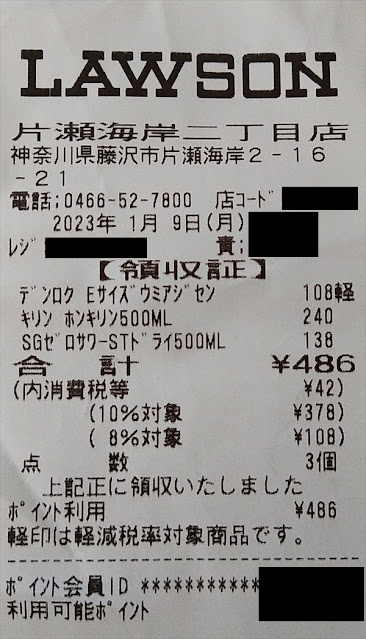 LAWSON
片瀬海岸二丁目店
神奈川県藤沢市片瀬海岸2-16
-21
電話;0466-52-7800 店コード
2023年 1月 9日(月)
レジ 責;
【領収証】
デンロク Eサイズウミアジセン 108軽
キリン ホンキリン500ML 240
SGゼロサワーSTドライ500ML 138
合 計 ¥486
(内消費税等 ¥42)
(10%対象 ¥378)
( 8%対象 ¥108)
点 数 3個
上記正に領収いたしました
ポイント利用 ¥486
軽印は軽減税率対象商品です。
ポイント会員ID ***********
利用可能ポイント